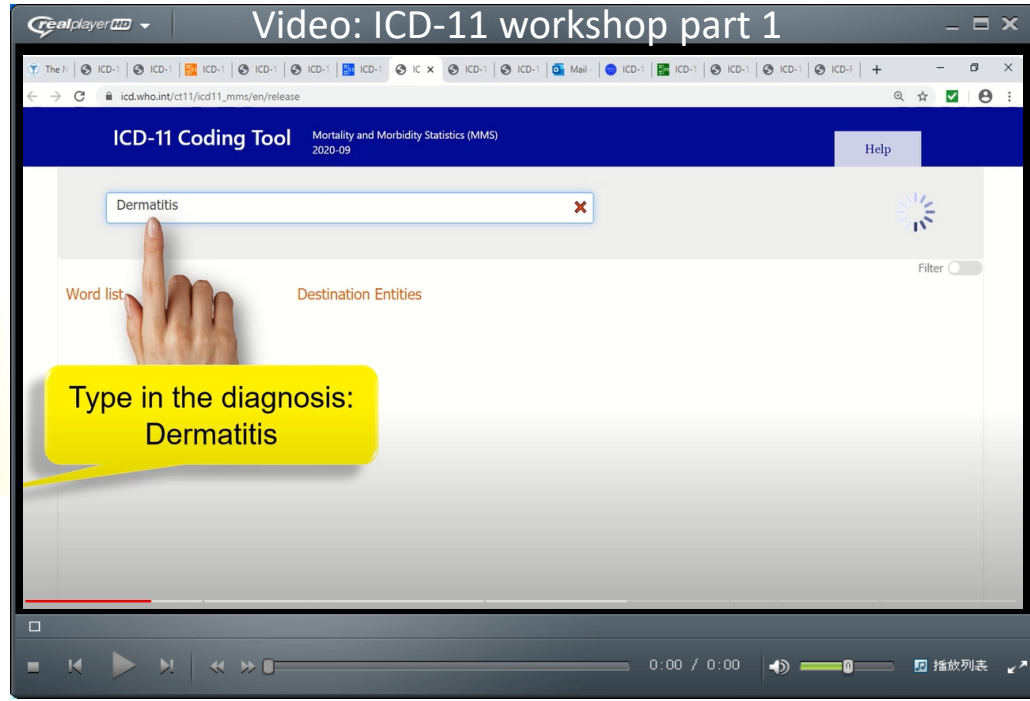 realplayer HD
Video: ICD-11 workshop part 1
The N ICD-1 ICD-1 ICD-1 ICD-1 ICD-1 ICD-1 IC ICD-1 ICD-1 Mail - ICD-1 ICD-1 ICD-1 ICD-1 ICD-F
icd.who.int/ct11/icd11_mms/en/release
ICD-11 Coding Tool
Mortality and Morbidity Statistics (MMS)
2020-09
Help
Dermatitis
Filter
Word list
Destination Entities
Type in the diagnosis:
Dermatitis
0:00 / 0:00
播放列表